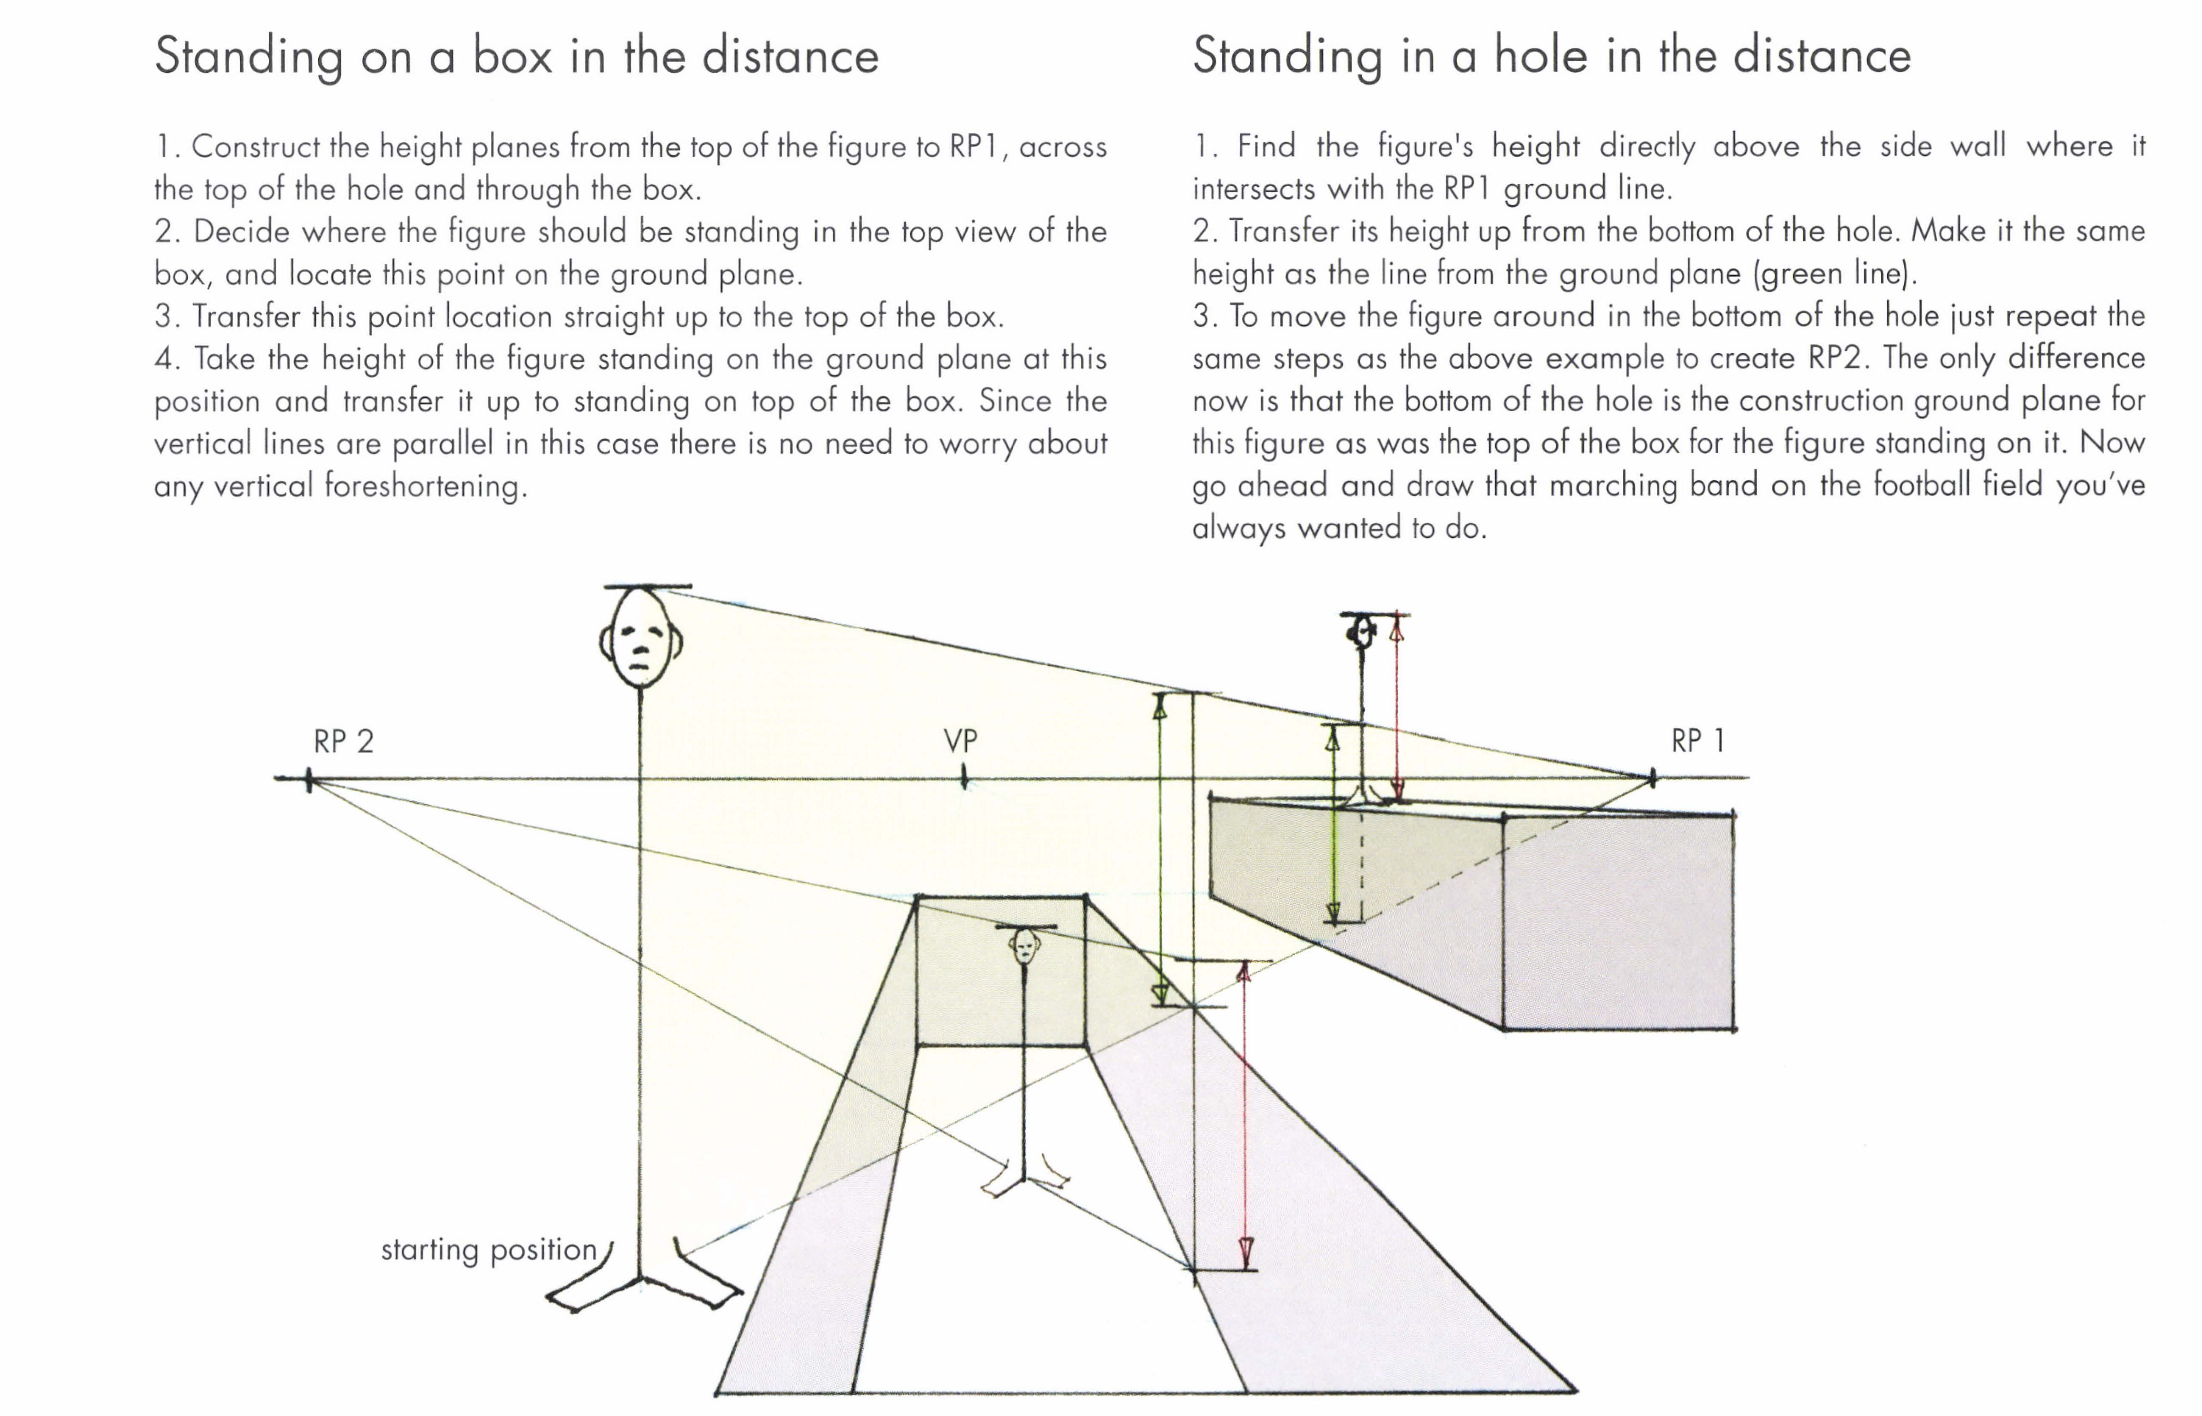 Standing on a box in the distance
1. Construct the height planes from the top of the figure to RP1, across
the top of the hole and through the box.
2. Decide where the figure should be standing in the top view of the
box, and locate this point on the ground plane.
3. Transfer this point location straight up to the top of the box.
4. Take the height of the figure standing on the ground plane at this
position and transfer it up to standing on top of the box. Since the
vertical lines are parallel in this case there is no need to worry about
any vertical foreshortening.
Standing in a hole in the distance
1. Find the figure's height directly above the side wall where it
intersects with the RP1 ground line.
2. Transfer its height up from the bottom of the hole. Make it the same
height as the line from the ground plane (green line).
3. To move the figure around in the bottom of the hole just repeat the
same steps as the above example to create RP2. The only difference
now is that the bottom of the hole is the construction ground plane for
this figure as was the top of the box for the figure standing on it. Now
go ahead and draw that marching band on the football field you've
always wanted to do.
RP 2
VP
RP 1
starting position